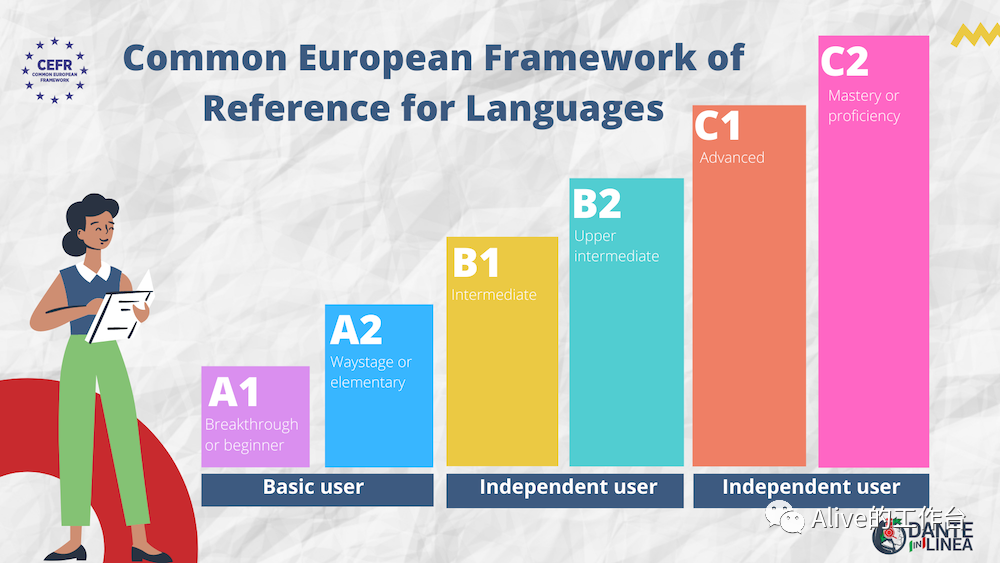 CEFR
COMMON EUROPEAN
FRAMEWORK
Common European Framework of
Reference for Languages
A1
Breakthrough
or beginner
A2
Waystage or
elementary
B1
Intermediate
B2
Upper
intermediate
C1
Advanced
C2
Mastery or
proficiency
Basic user
Independent user
Independent user
Alive的工作台
DANTE
IN LINEA